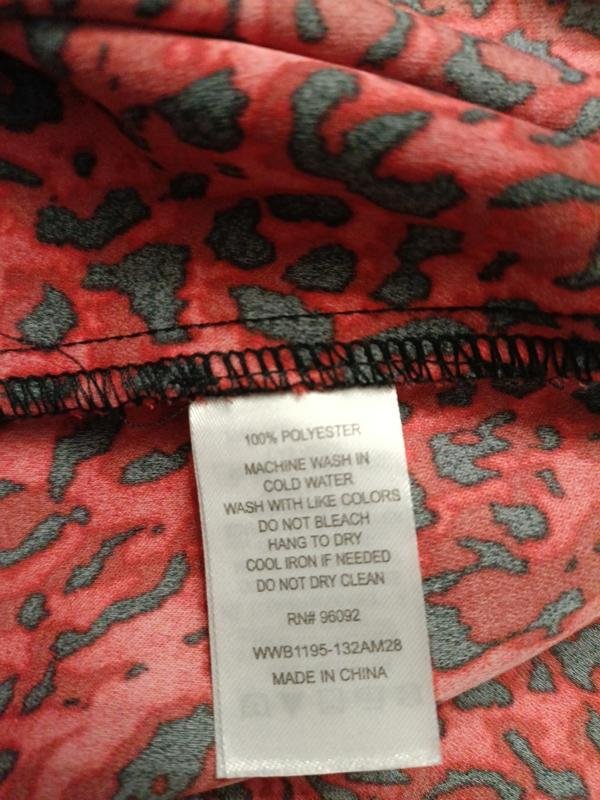 100% POLYESTER
MACHINE WASH IN
COLD WATER
WASH WITH LIKE COLORS
DO NOT BLEACH
HANG TO DRY
COOL IRON IF NEEDED
DO NOT DRY CLEAN
RN# 96092
WWB1195-132AM28
MADE IN CHINA